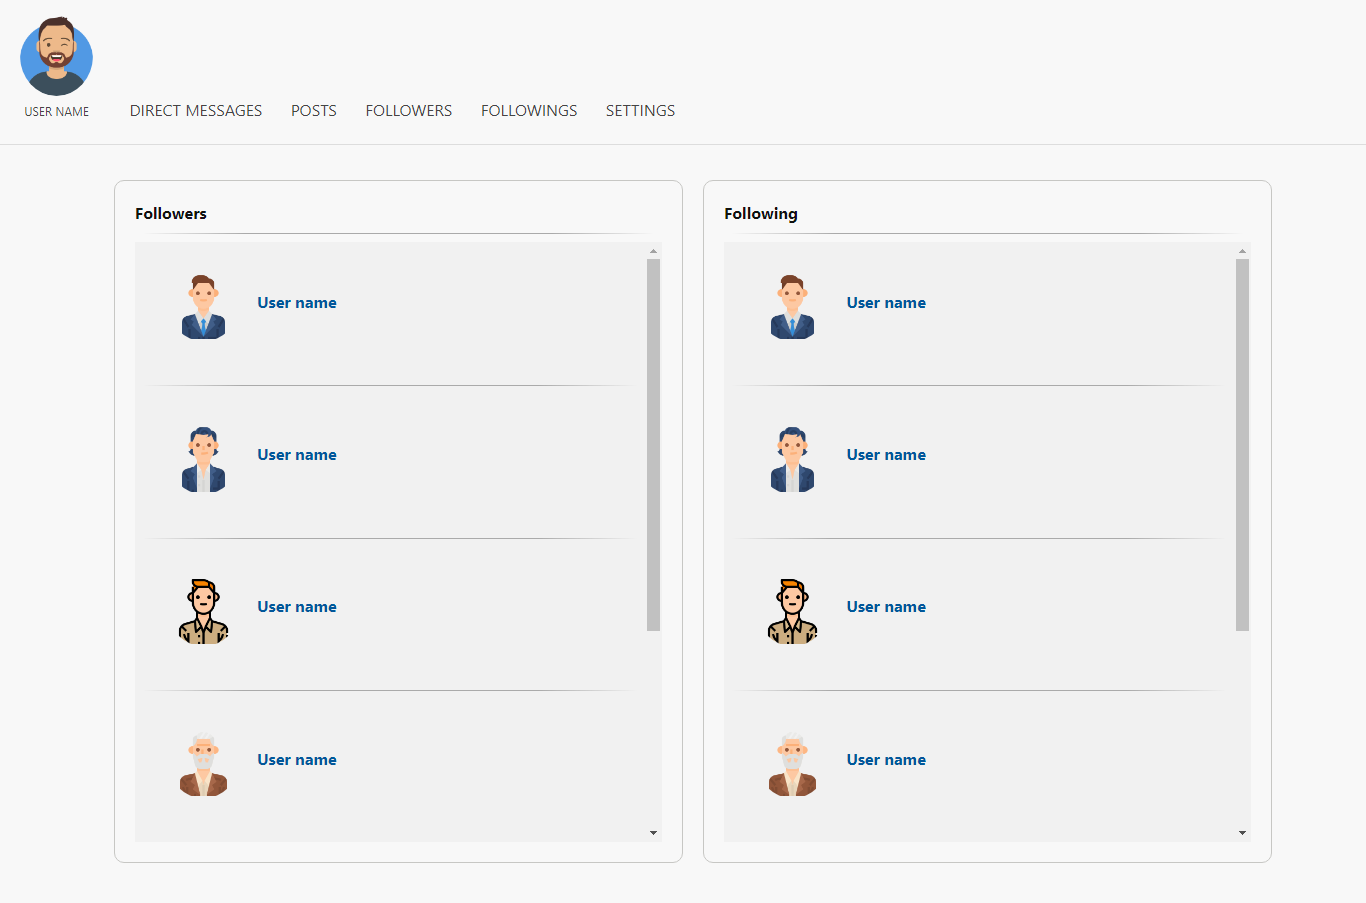 USER NAME
DIRECT MESSAGES
POSTS
FOLLOWERS
FOLLOWINGS
SETTINGS
Followers
User name
User name
User name
User name
Following
User name
User name
User name
User name